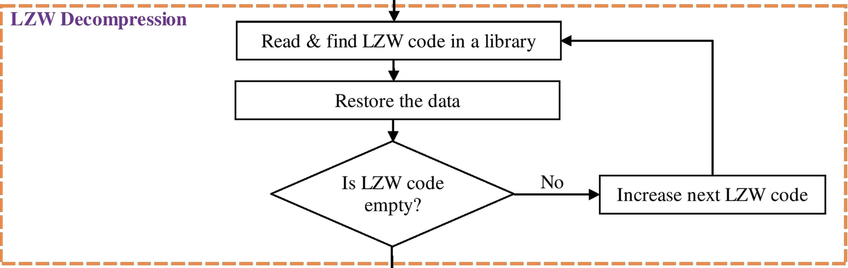 LZW Decompression
Read & find LZW code in a library
Restore the data
Is LZW code
empty?
No
Increase next LZW code